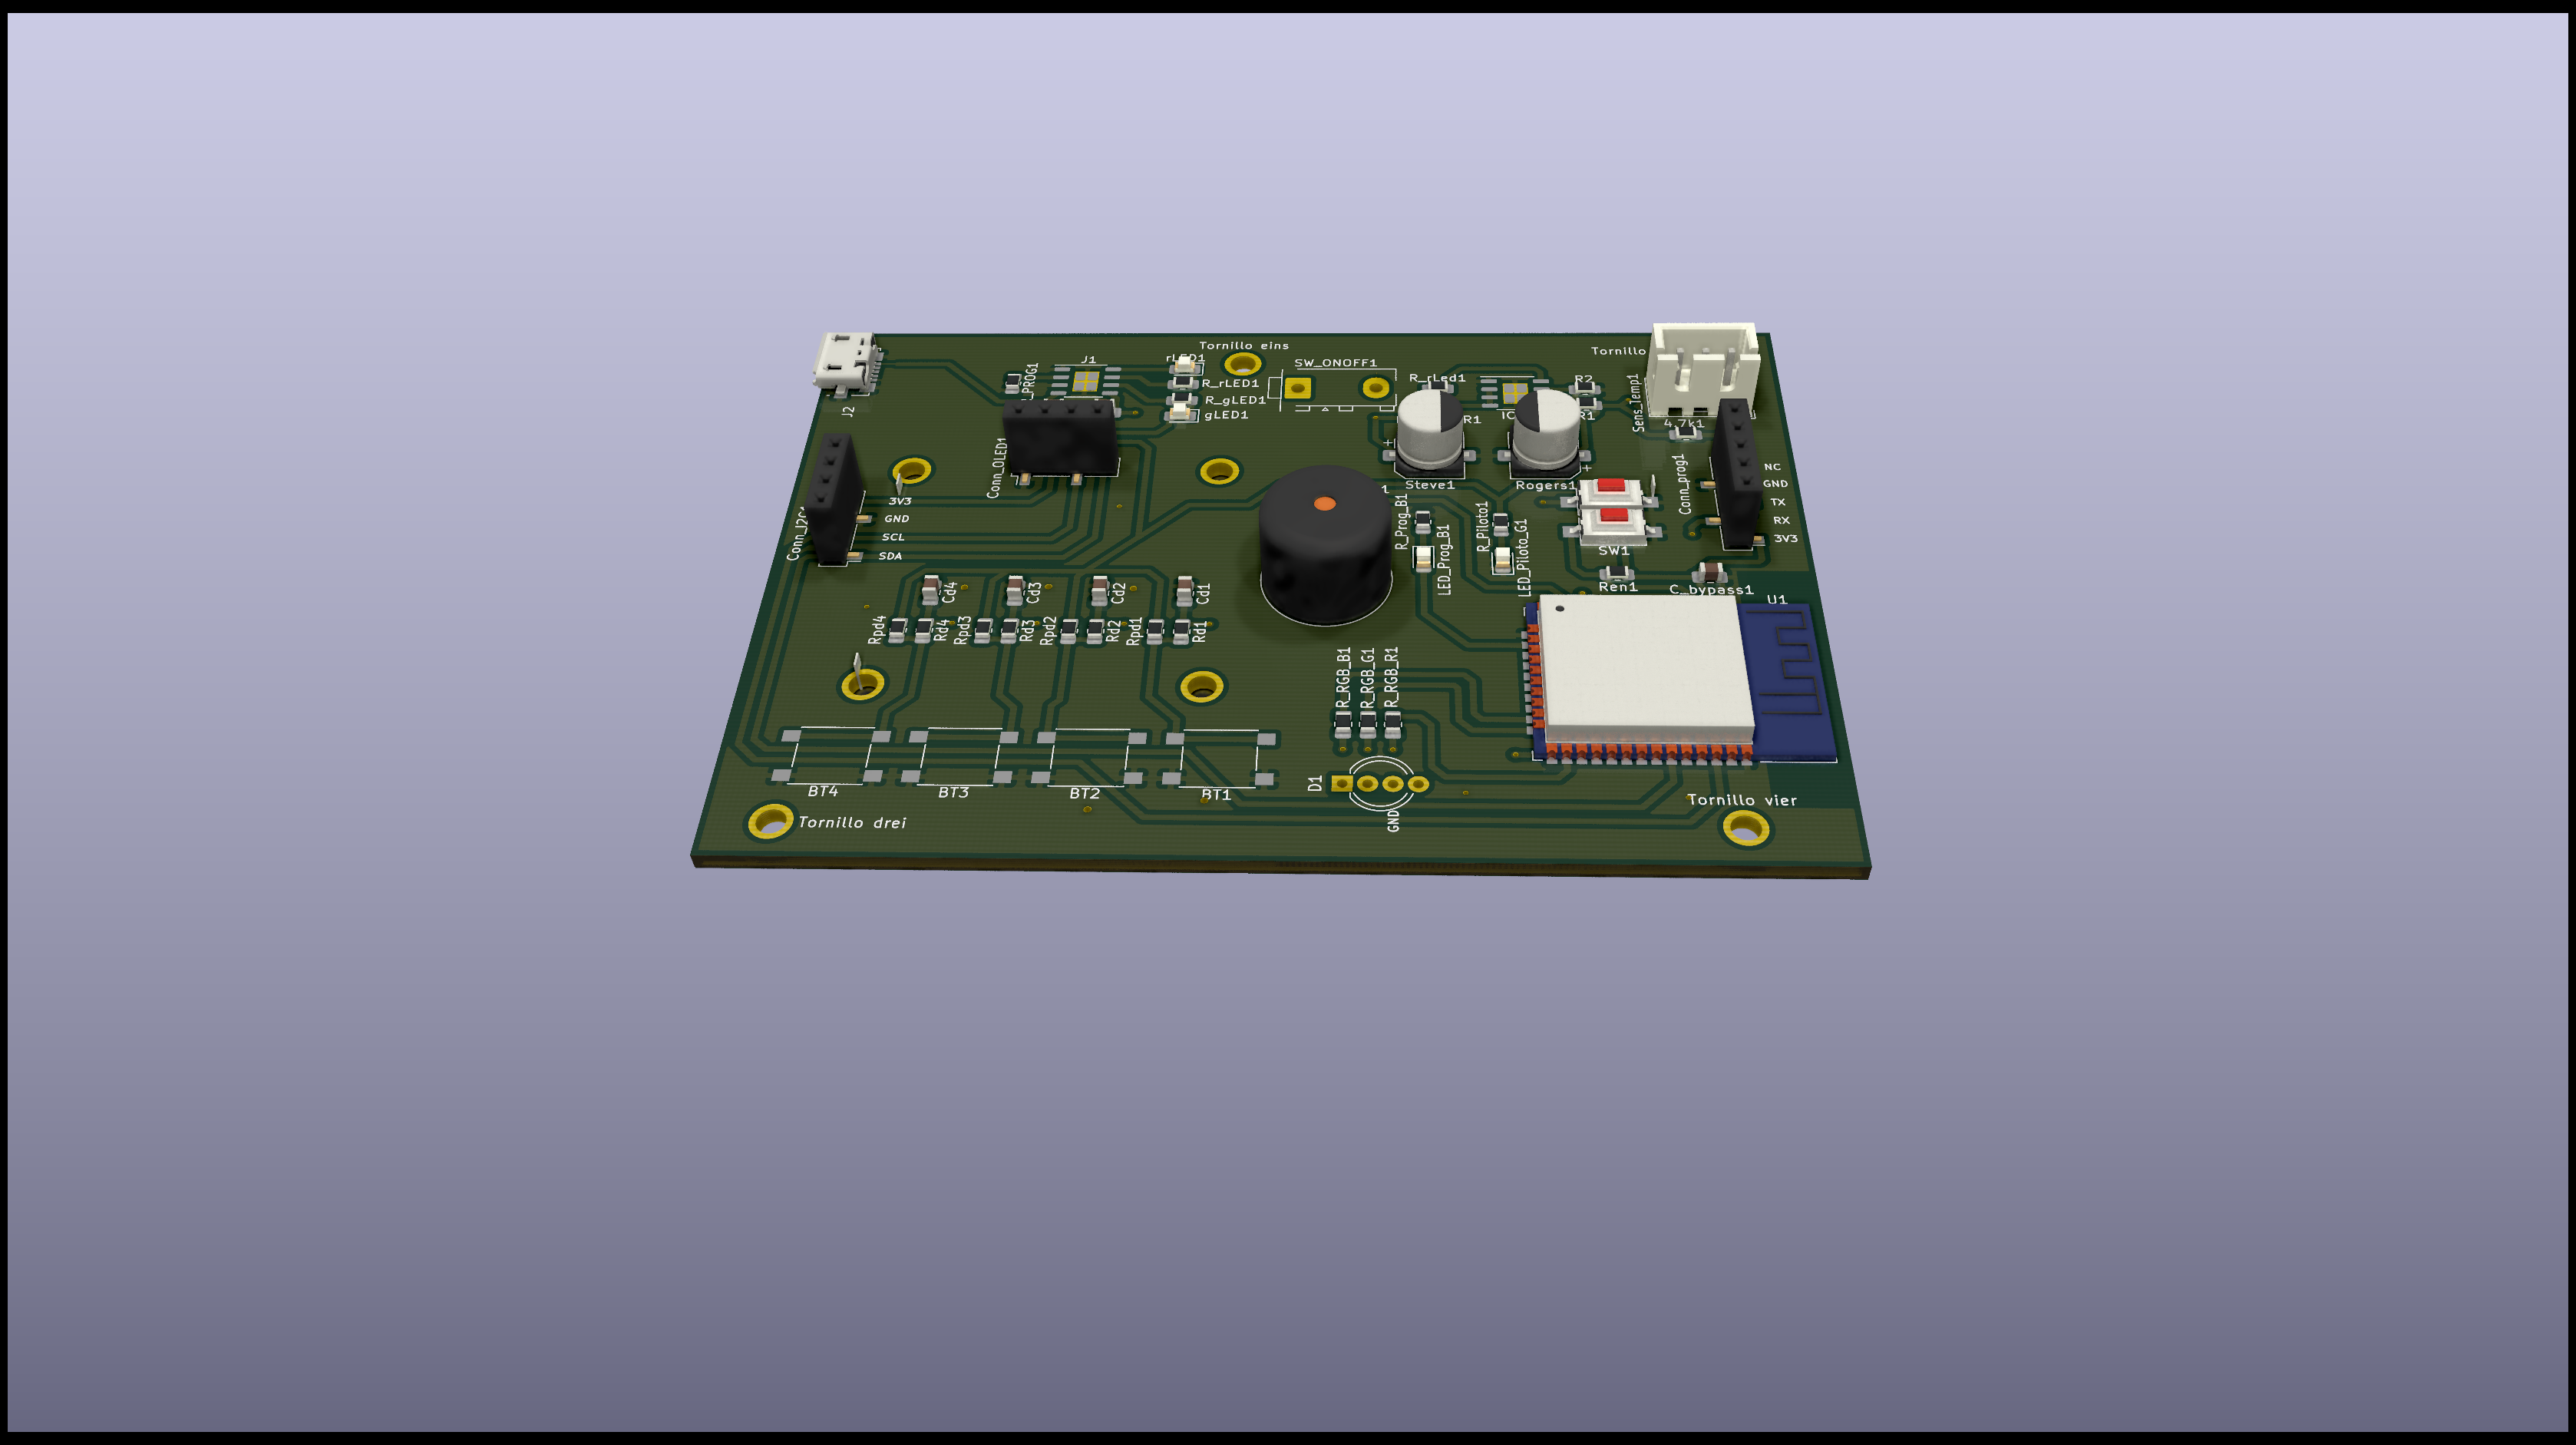 Tornillo eins
J1
rLED1
R_rLED1
R_gLED1
gLED1
SW_ONOFF1
R_rLed1
R2
R1
R1
Tornillo
Sens_Temp1
4.7k1
J2
Conn_OLED1
Steve1
Rogers1
Conn_prog1
NC
GND
TX
RX
3V3
3V3
GND
SCL
SDA
R_Prog_B1
LED_Prog_B1
R_Piloto1
LED_Piloto_G1
SW1
Ren1
C_bypass1
U1
Cd4
Cd3
Cd2
Cd1
Rpd4
Rd4
Rpd3
Rd3
Rpd2
Rd2
Rpd1
Rd1
R_RGB_B1
R_RGB_G1
R_RGB_R1
BT4
BT3
BT2
BT1
D1
GND
Tornillo drei
Tornillo vier